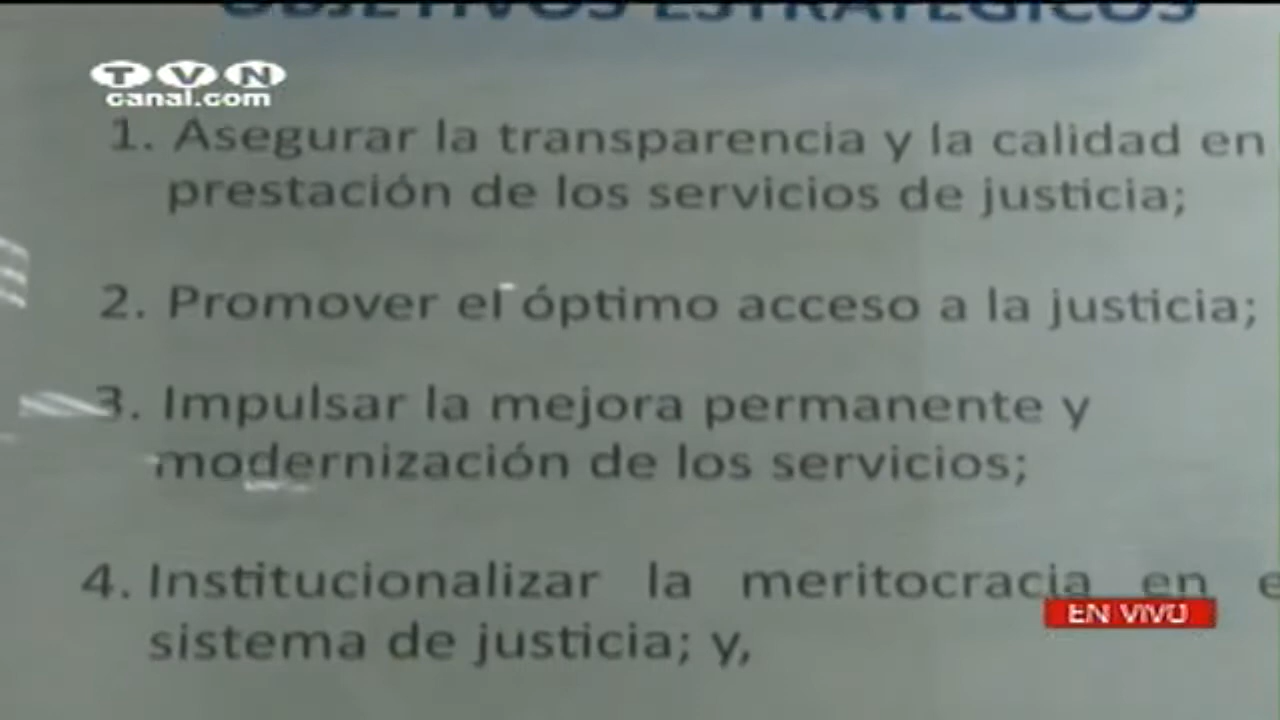 OBJETIVOS ESTRATÉGICOS
TVN
canal.com
1. Asegurar la transparencia y la calidad en
prestación de los servicios de justicia;
2. Promover el óptimo acceso a la justicia;
3. Impulsar la mejora permanente y
modernización de los servicios;
4. Institucionalizar la meritocracia en e
EN VIVO
sistema de justicia; y,